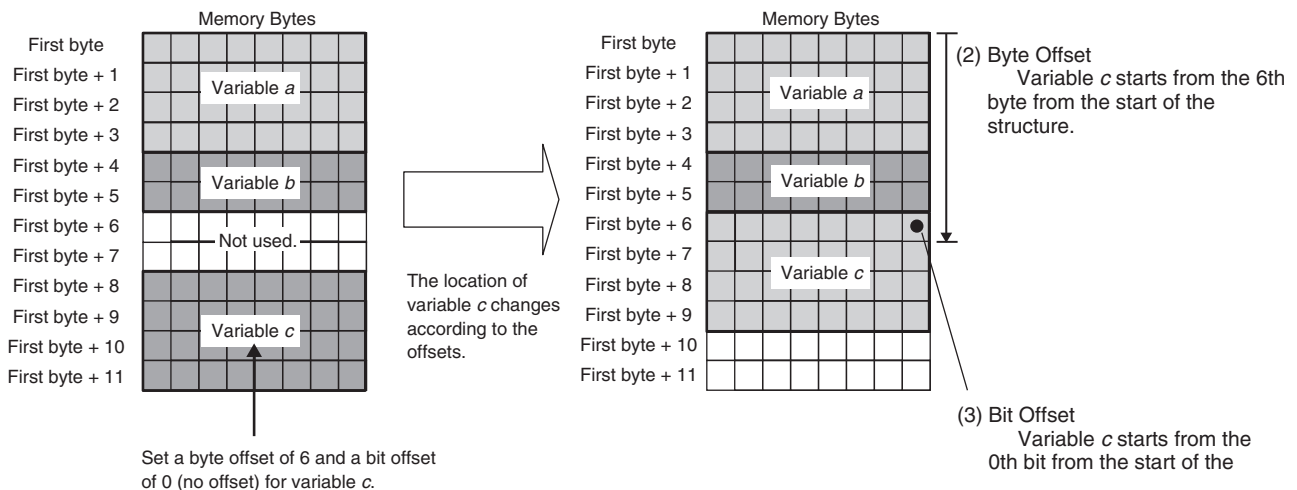 Memory Bytes
First byte
First byte + 1
First byte + 2
First byte + 3
First byte + 4
First byte + 5
First byte + 6
First byte + 7
First byte + 8
First byte + 9
First byte + 10
First byte + 11
Variable a
Variable b
Not used.
Variable c
Set a byte offset of 6 and a bit offset
of 0 (no offset) for variable c.
The location of
variable c changes
according to the
offsets.
Memory Bytes
First byte
First byte + 1
First byte + 2
First byte + 3
First byte + 4
First byte + 5
First byte + 6
First byte + 7
First byte + 8
First byte + 9
First byte + 10
First byte + 11
Variable a
Variable b
Variable c
(2) Byte Offset
Variable c starts from the 6th
byte from the start of the
structure.
(3) Bit Offset
Variable c starts from the
0th bit from the start of the